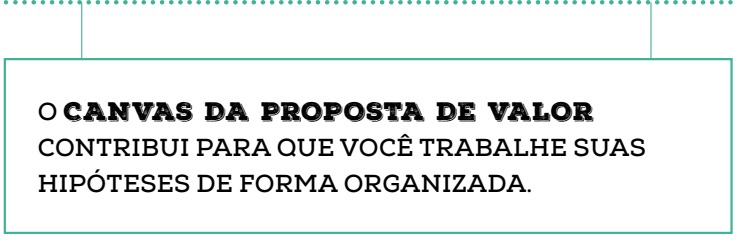 O CANVAS DA PROPOSTA DE VALOR
CONTRIBUI PARA QUE VOCÊ TRABALHE SUAS
HIPÓTESES DE FORMA ORGANIZADA.